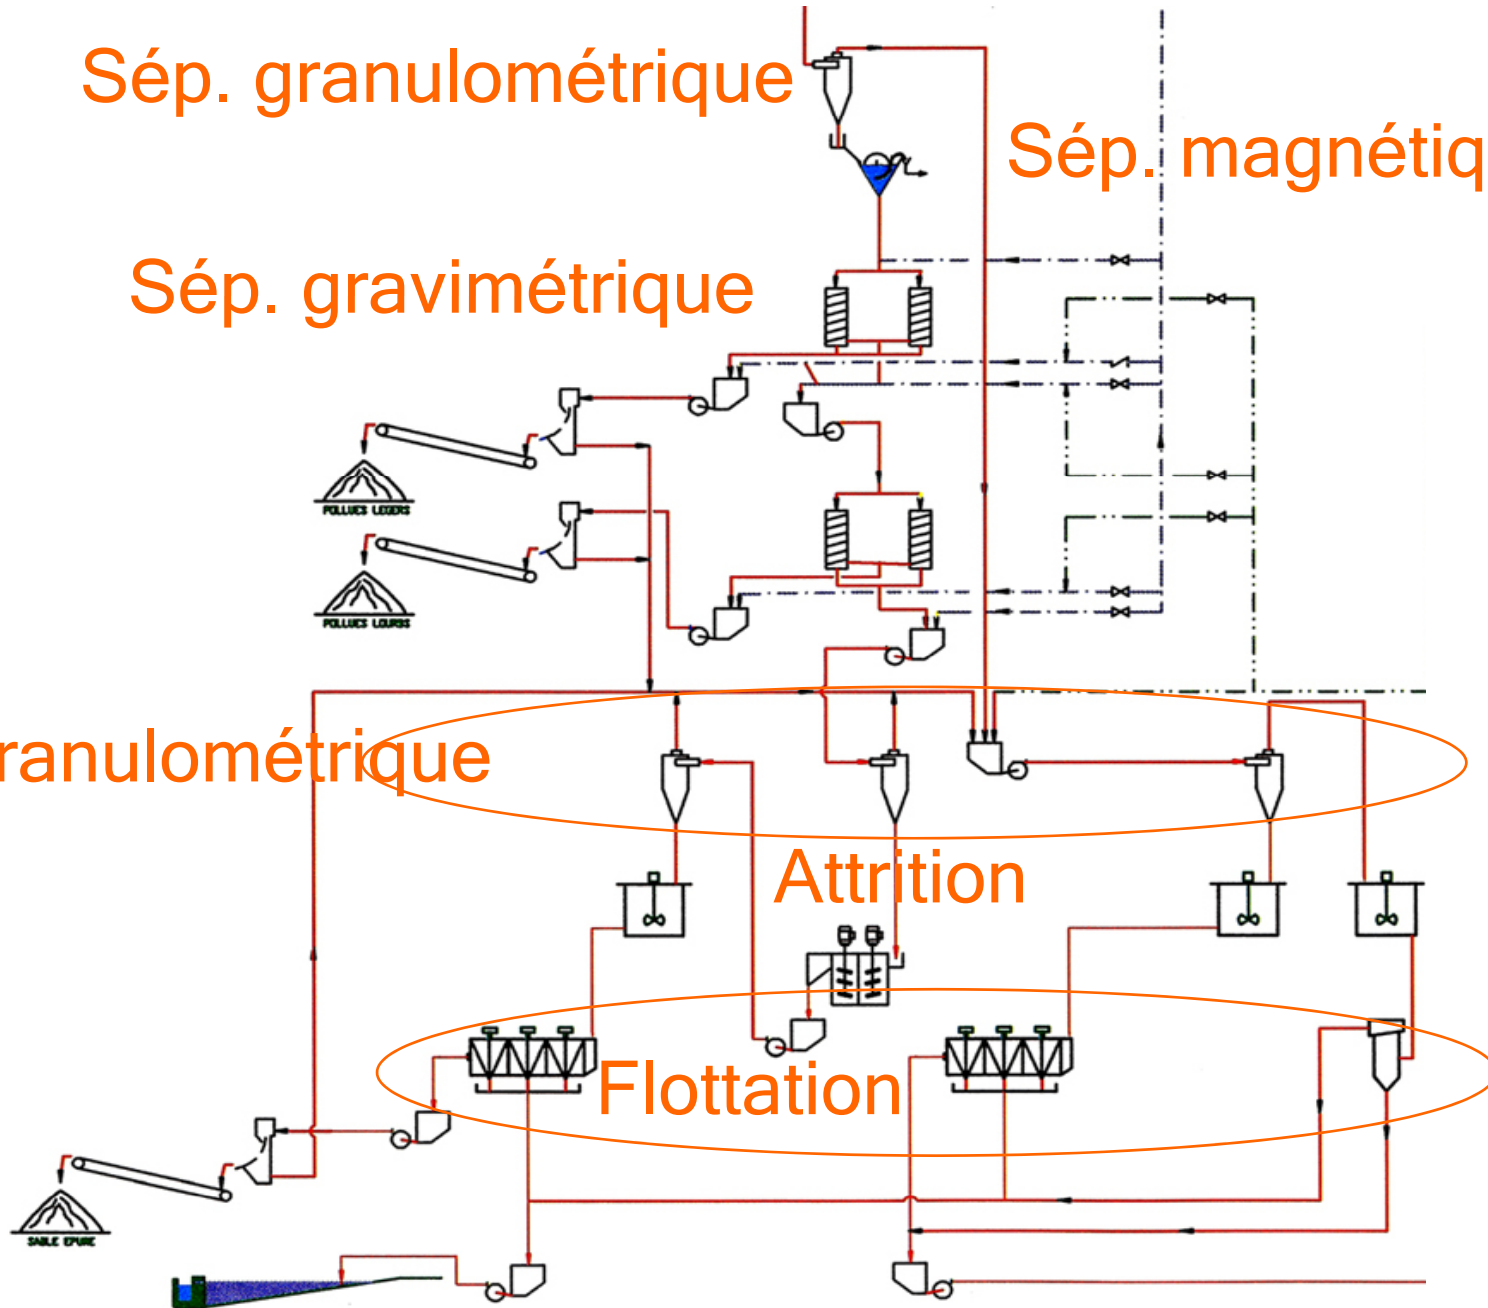 Sép. granulométrique
Sép. magnétiq
Sép. gravimétrique
POLLUES LEGERS
POLLUES LOURDS
ranulométrique
Attrition
Flottation
SABLE EPURE